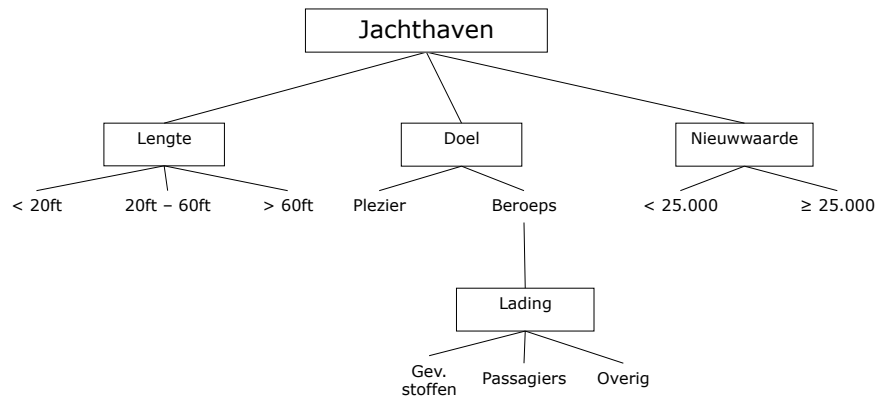 Jachthaven
Lengte Doel Nieuwwaarde
< 20ft 20ft – 60ft > 60ft Plezier Beroeps < 25.000 ≥ 25.000
Lading
Gev.
stoffen Passagiers Overig